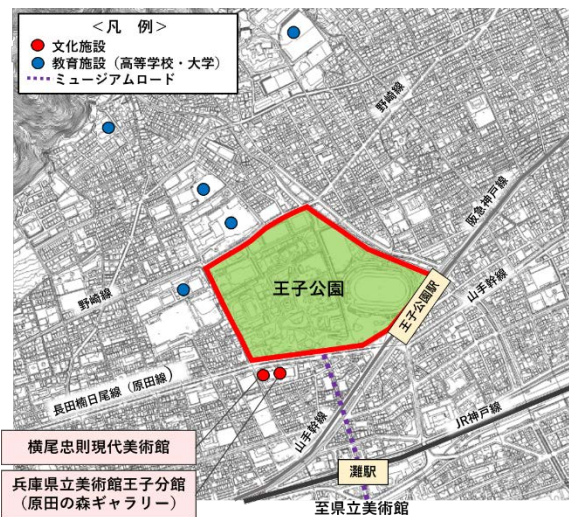 ＜凡　例＞
文化施設
教育施設（高等学校・大学）
ミュージアムロード
野崎線
阪急神戸線
王子公園
王子公園駅
山手幹線
野崎線
長田楠日尾線（原田線）
山手幹線
JR神戸線
横尾忠則現代美術館
灘駅
兵庫県立美術館王子分館
（原田の森ギャラリー）
至県立美術館